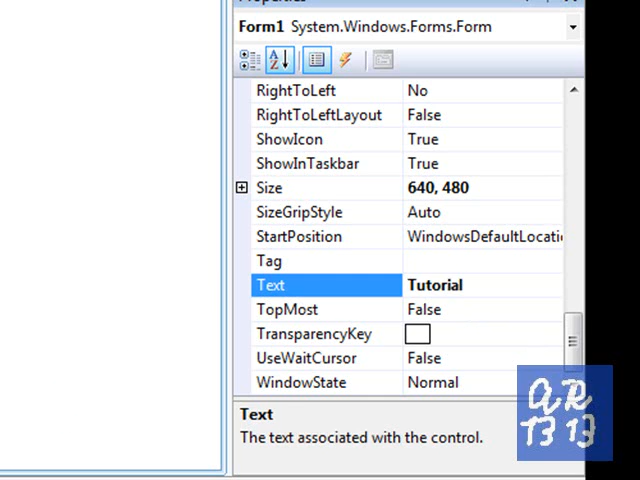 Form1 System.Windows.Forms.Form
RightToLeft No
RightToLeftLayout False
ShowIcon True
ShowInTaskbar True
Size 640, 480
SizeGripStyle Auto
StartPosition WindowsDefaultLocati
Tag
Text Tutorial
TopMost False
TransparencyKey
UseWaitCursor False
WindowState Normal
Text
The text associated with the control.